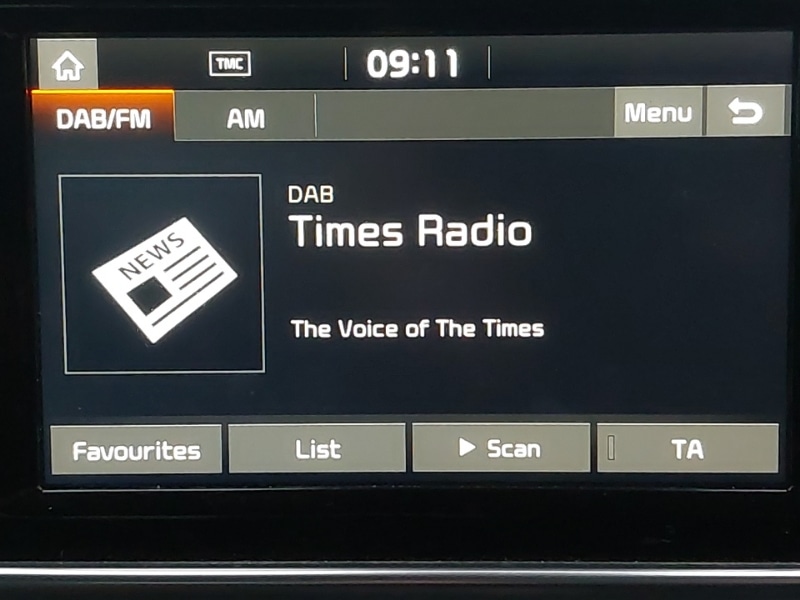 TMC
09:11
DAB/FM
AM
Menu
DAB
Times Radio
NEWS
The Voice of The Times
Favourites
List
Scan
TA